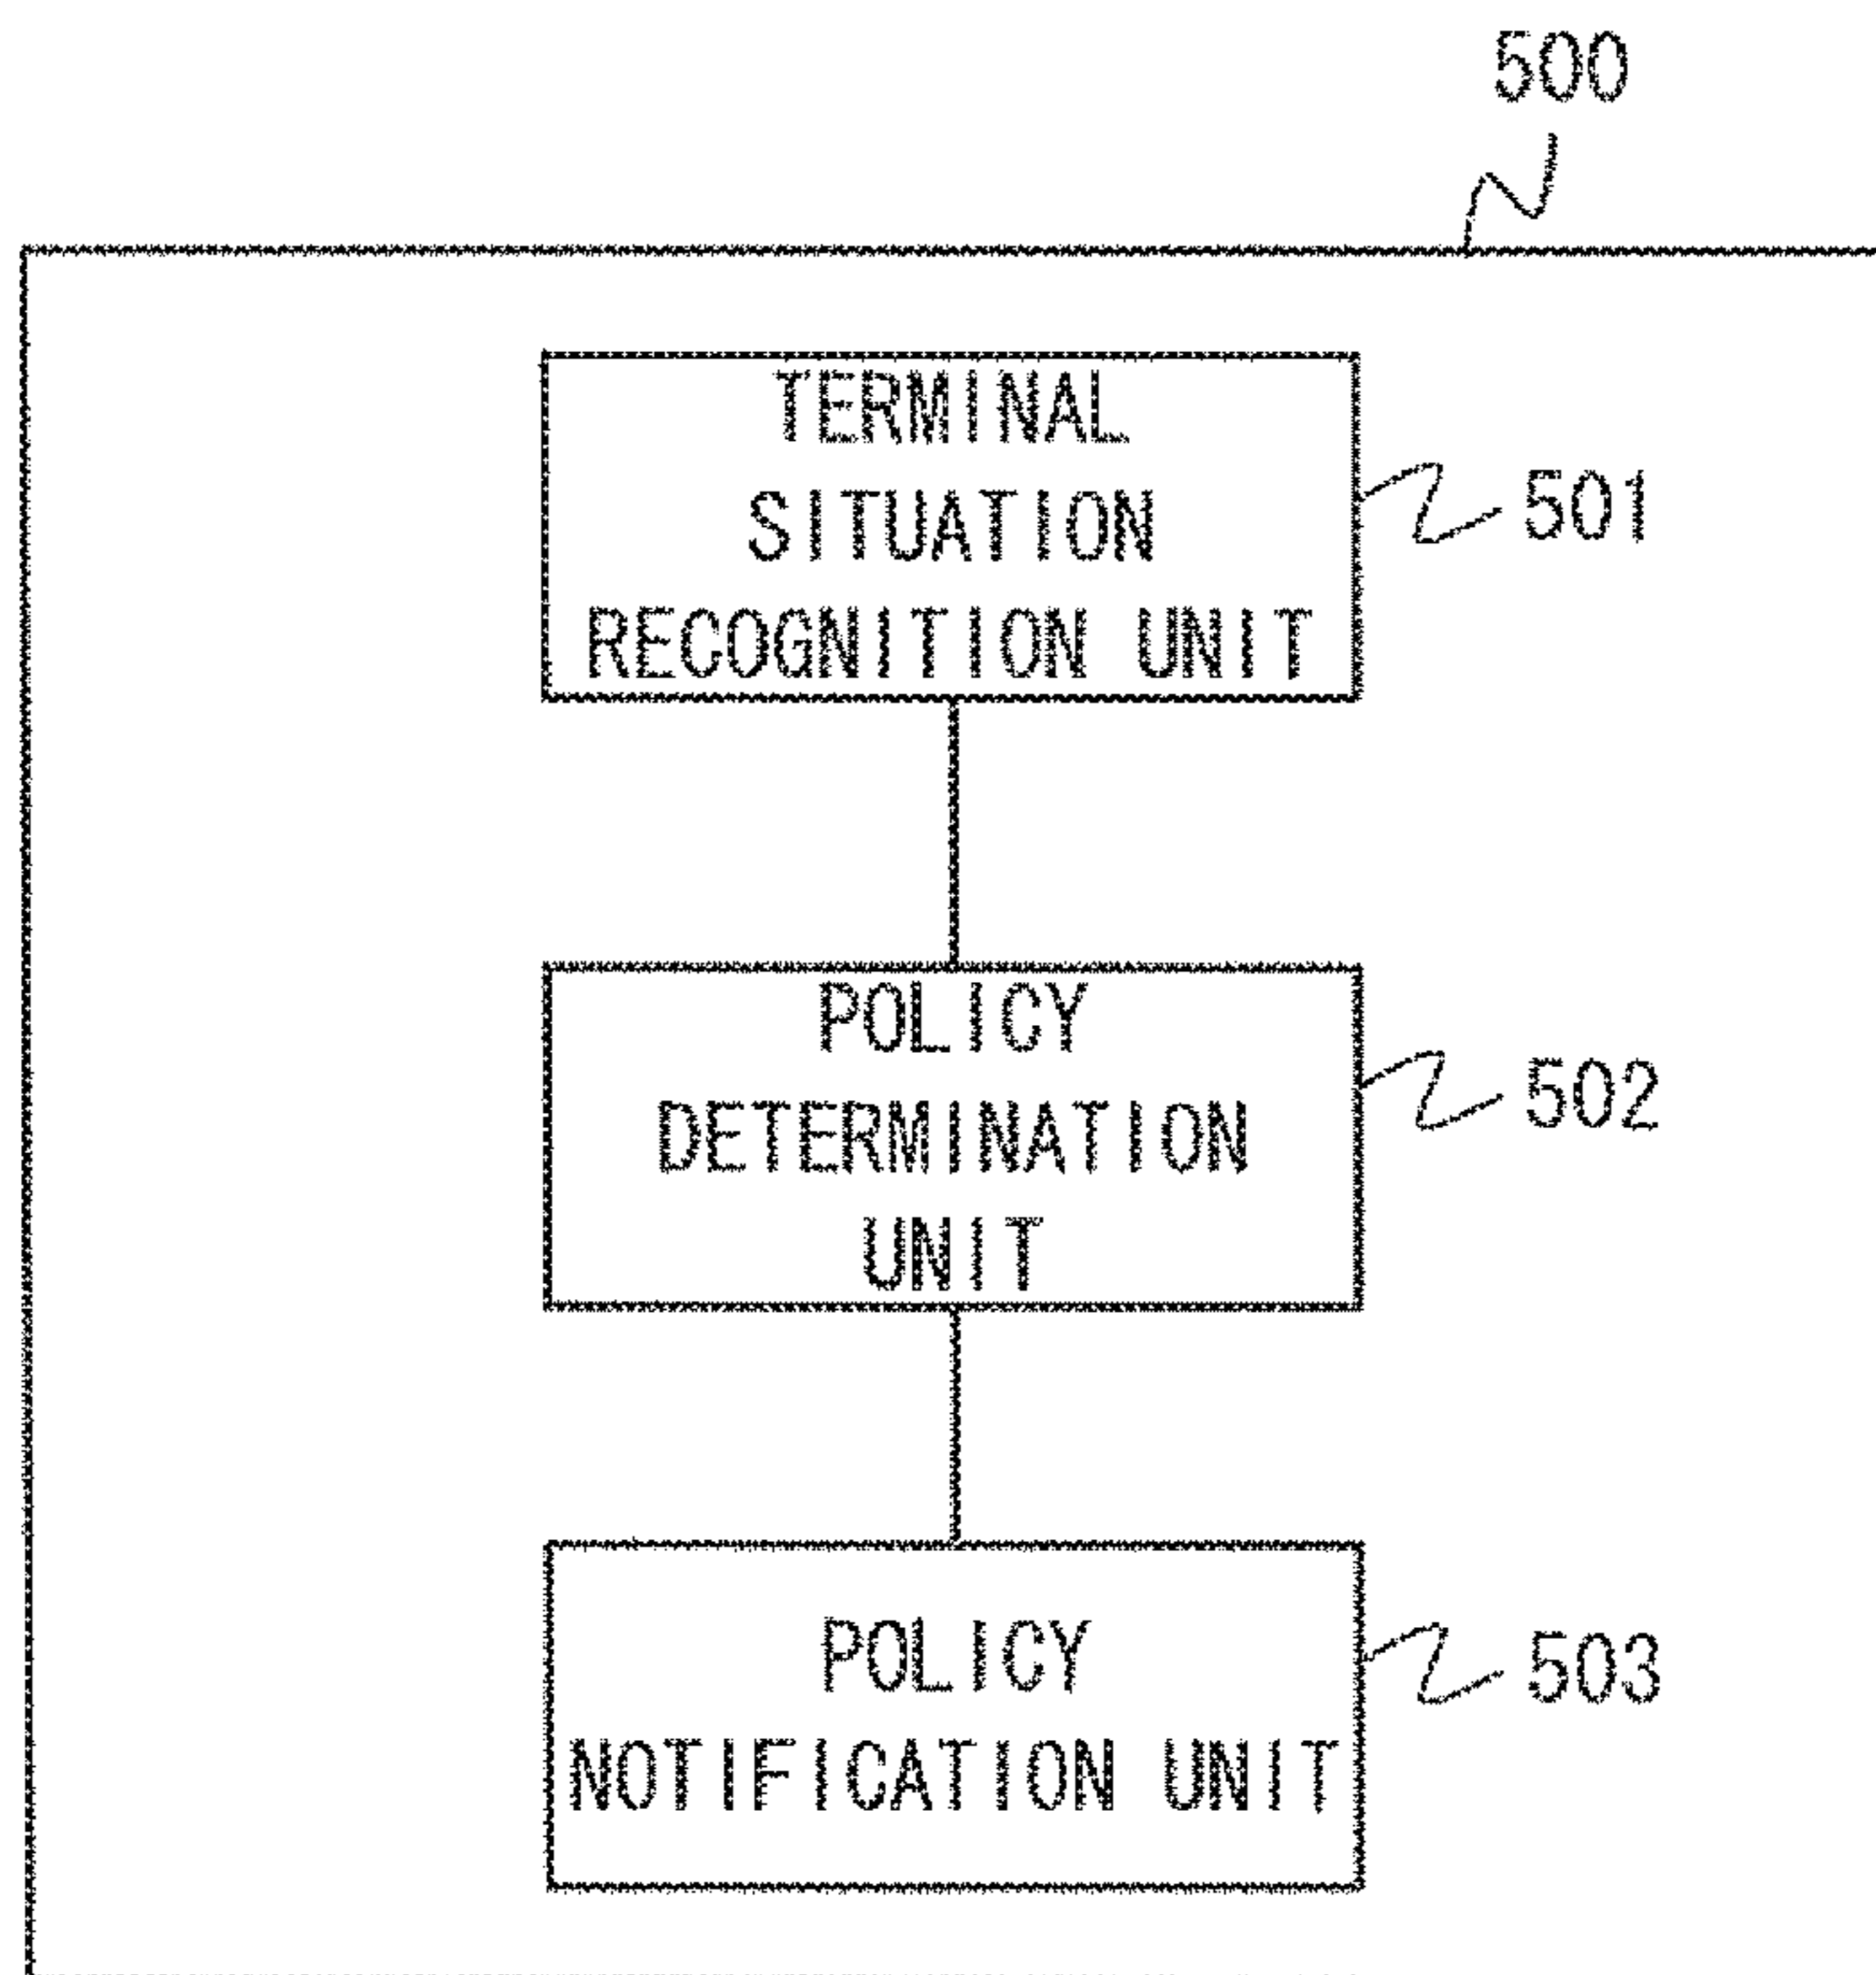 500
TERMINAL
SITUATION
RECOGNITION UNIT
501
POLICY
DETERMINATION
UNIT
502
POLICY
NOTIFICATION UNIT
503